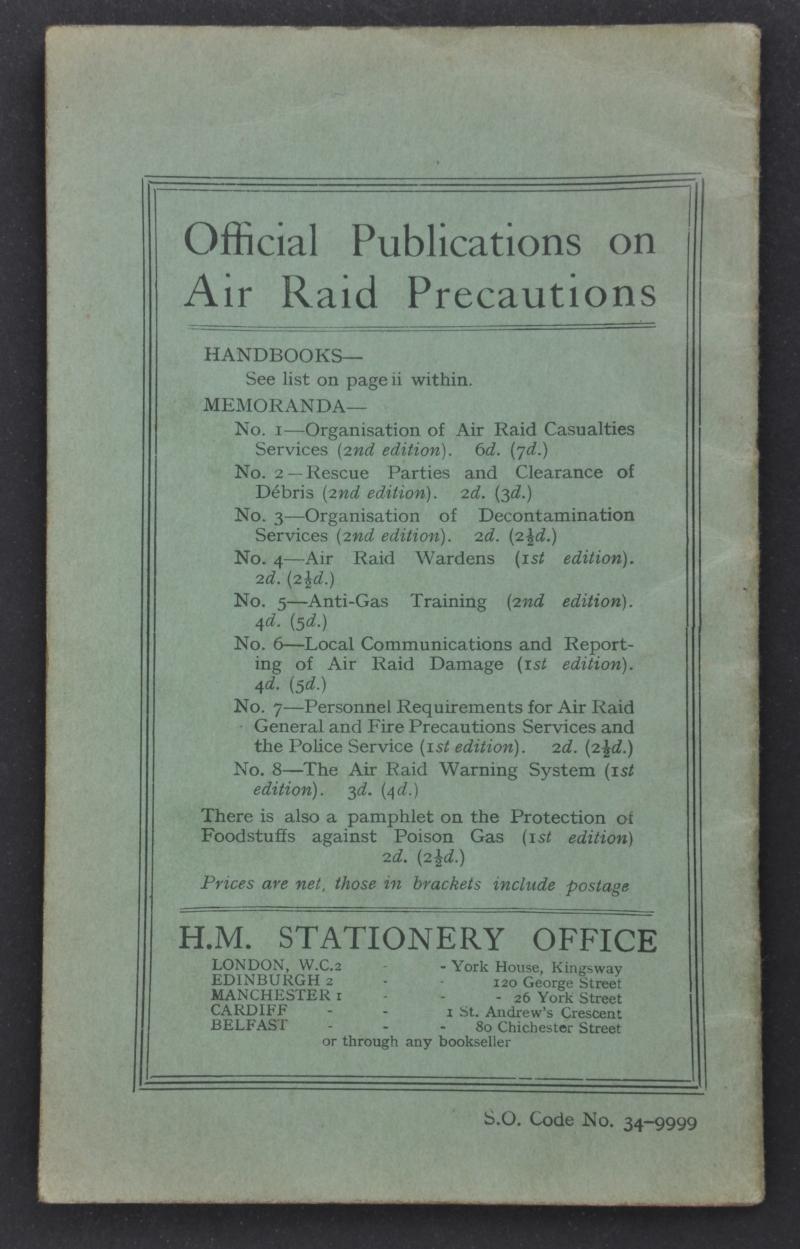 Official Publications on
Air Raid Precautions
HANDBOOKS—
See list on page ii within.
MEMORANDA—
No. 1—Organisation of Air Raid Casualties
Services (2nd edition). 6d. (7d.)
No. 2—Rescue Parties and Clearance of
Débris (2nd edition). 2d. (3d.)
No. 3—Organisation of Decontamination
Services (2nd edition). 2d. (2½d.)
No. 4—Air Raid Wardens (1st edition).
2d. (2½d.)
No. 5—Anti-Gas Training (2nd edition).
4d. (5d.)
No. 6—Local Communications and Report-
ing of Air Raid Damage (1st edition).
4d. (5d.)
No. 7—Personnel Requirements for Air Raid
General and Fire Precautions Services and
the Police Service (1st edition). 2d. (2½d.)
No. 8—The Air Raid Warning System (1st
edition). 3d. (4d.)
There is also a pamphlet on the Protection of
Foodstuffs against Poison Gas (1st edition)
2d. (2½d.)
Prices are net, those in brackets include postage
H.M. STATIONERY OFFICE
LONDON, W.C.2 - - York House, Kingsway
EDINBURGH 2 - - 120 George Street
MANCHESTER 1 - - - 26 York Street
CARDIFF - - 1 St. Andrew's Crescent
BELFAST - - - 80 Chichester Street
or through any bookseller
S.O. Code No. 34-9999